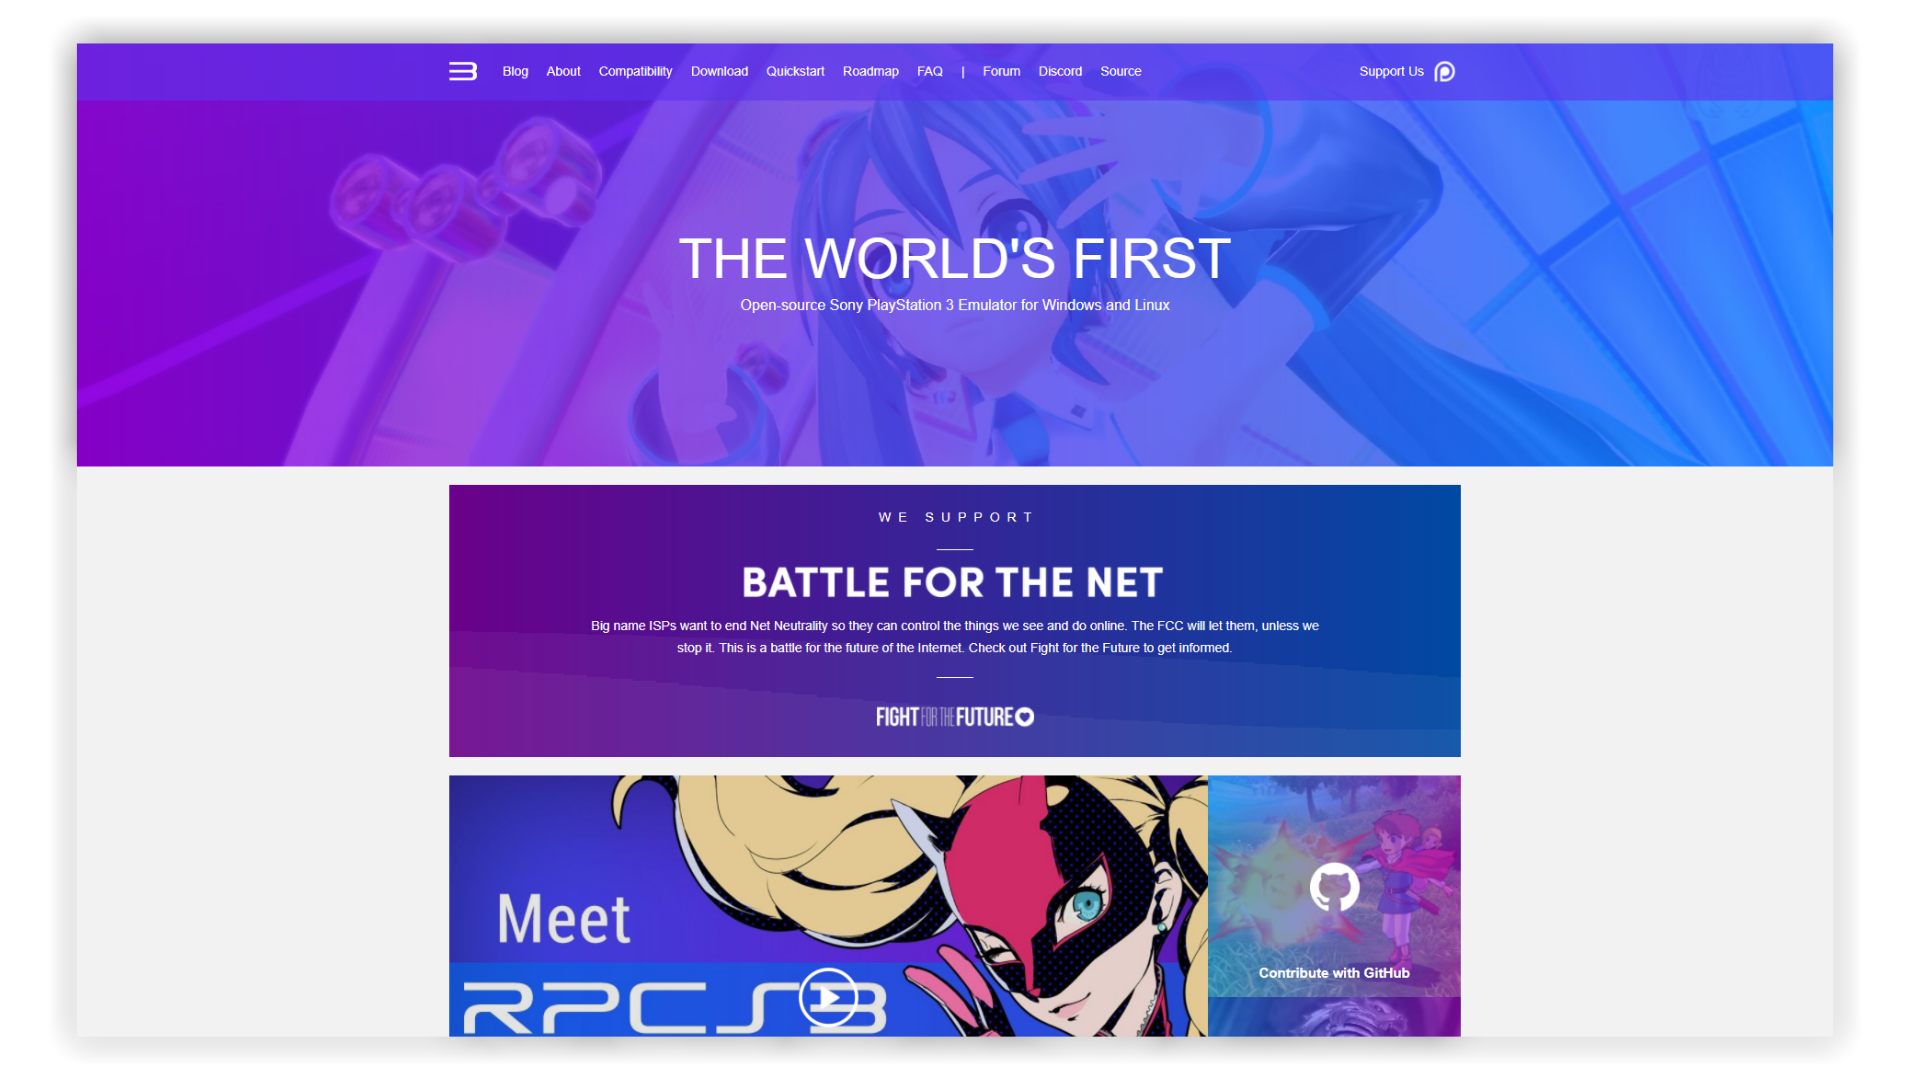 Blog About Compatibility Download Quickstart Roadmap FAQ | Forum Discord Source Support Us
THE WORLD'S FIRST
Open-source Sony PlayStation 3 Emulator for Windows and Linux
WE SUPPORT
BATTLE FOR THE NET
Big name ISPs want to end Net Neutrality so they can control the things we see and do online. The FCC will let them, unless we
stop it. This is a battle for the future of the Internet. Check out Fight for the Future to get informed.
FIGHT FOR THE FUTURE
Meet
RPCS3
Contribute with GitHub